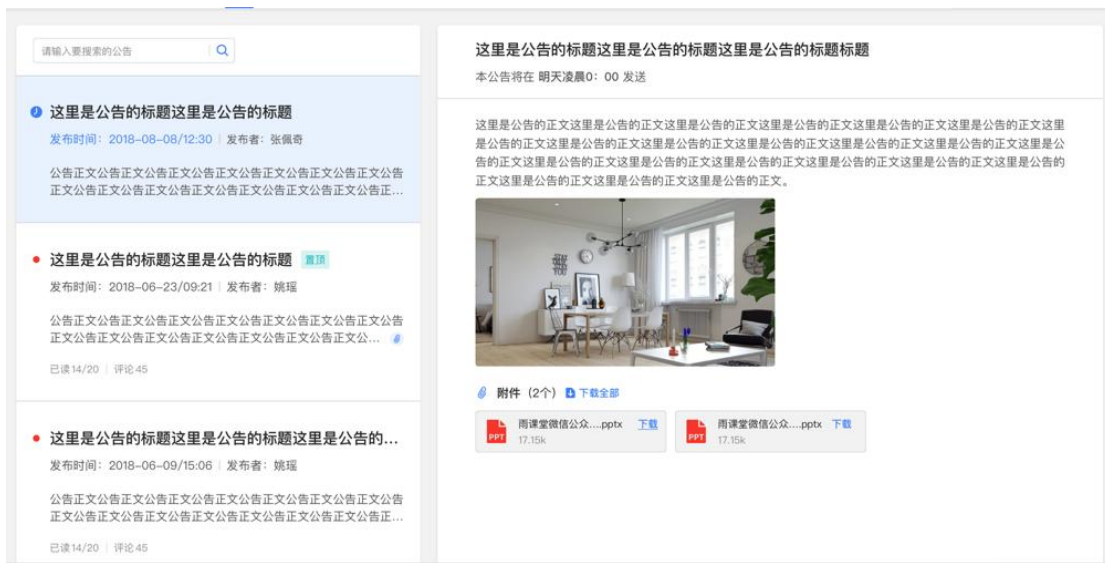 请输入要搜索的公告
这里是公告的标题这里是公告的标题
发布时间：2018-08-08/12:30 | 发布者：张佩奇
公告正文公告正文公告正文公告正文公告正文公告正文公告正文公告
正文公告正文公告正文公告正文公告正文公告正文公告正文公告正...
这里是公告的标题这里是公告的标题 置顶
发布时间：2018-06-23/09:21 | 发布者：姚瑶
公告正文公告正文公告正文公告正文公告正文公告正文公告正文公告
正文公告正文公告正文公告正文公告正文公告正文公告正文公...
已读14/20 | 评论45
这里是公告的标题这里是公告的标题这里是公告的...
发布时间：2018-06-09/15:06 | 发布者：姚瑶
公告正文公告正文公告正文公告正文公告正文公告正文公告正文公告
正文公告正文公告正文公告正文公告正文公告正文公告正文公告正...
已读14/20 | 评论45
这里是公告的标题这里是公告的标题这里是公告的标题标题
本公告将在 明天凌晨0：00 发送
这里是公告的正文这里是公告的正文这里是公告的正文这里是公告的正文这里是公告的正文这里是公告的正文这里
是公告的正文这里是公告的正文这里是公告的正文这里是公告的正文这里是公告的正文这里是公告的正文这里是公
告的正文这里是公告的正文这里是公告的正文这里是公告的正文这里是公告的正文这里是公告的正文这里是公告的
正文这里是公告的正文这里是公告的正文这里是公告的正文。
附件（2个） 下载全部
PPT 雨课堂微信公众....pptx 下载
17.15k
PPT 雨课堂微信公众....pptx 下载
17.15k